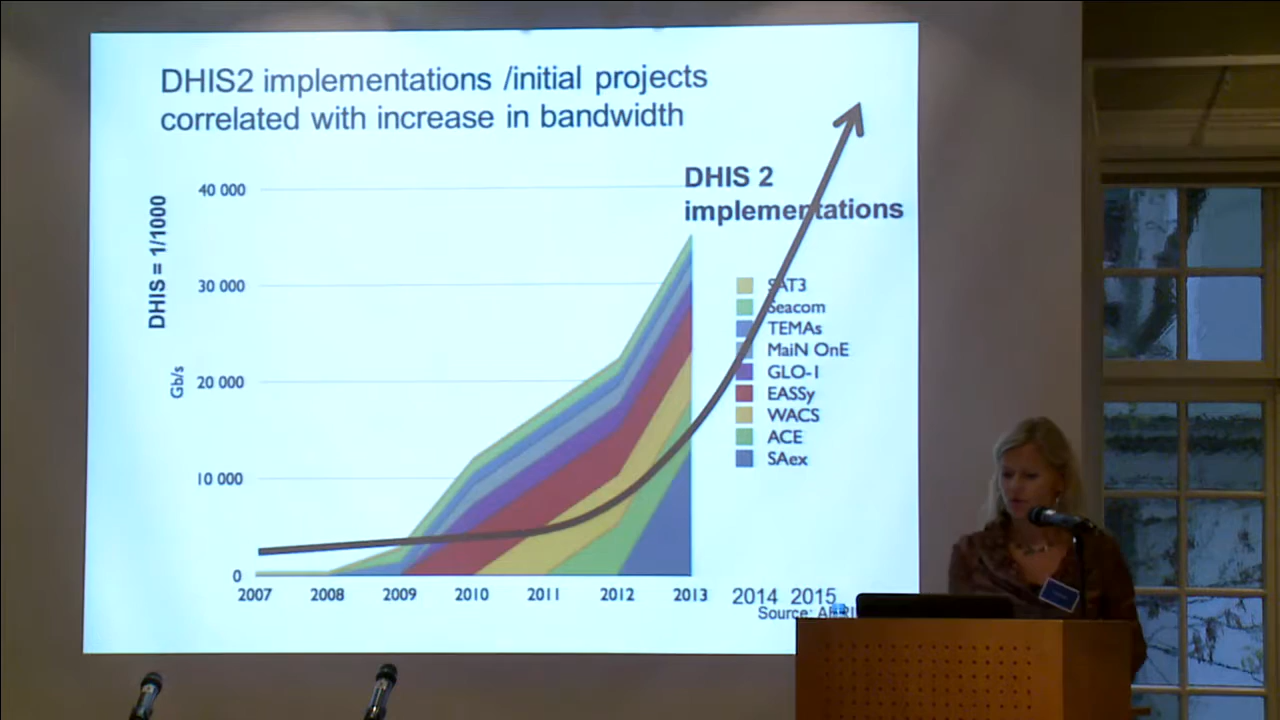 DHIS2 implementations /initial projects
correlated with increase in bandwidth
DHIS 2
implementations
DHIS = 1/1000
Gb/s
40 000
30 000
20 000
10 000
0
SAT3
Seacom
TEMAs
MaiN OnE
GLO-1
EASSy
WACS
ACE
SAex
2007 2008 2009 2010 2011 2012 2013 2014 2015
Source: